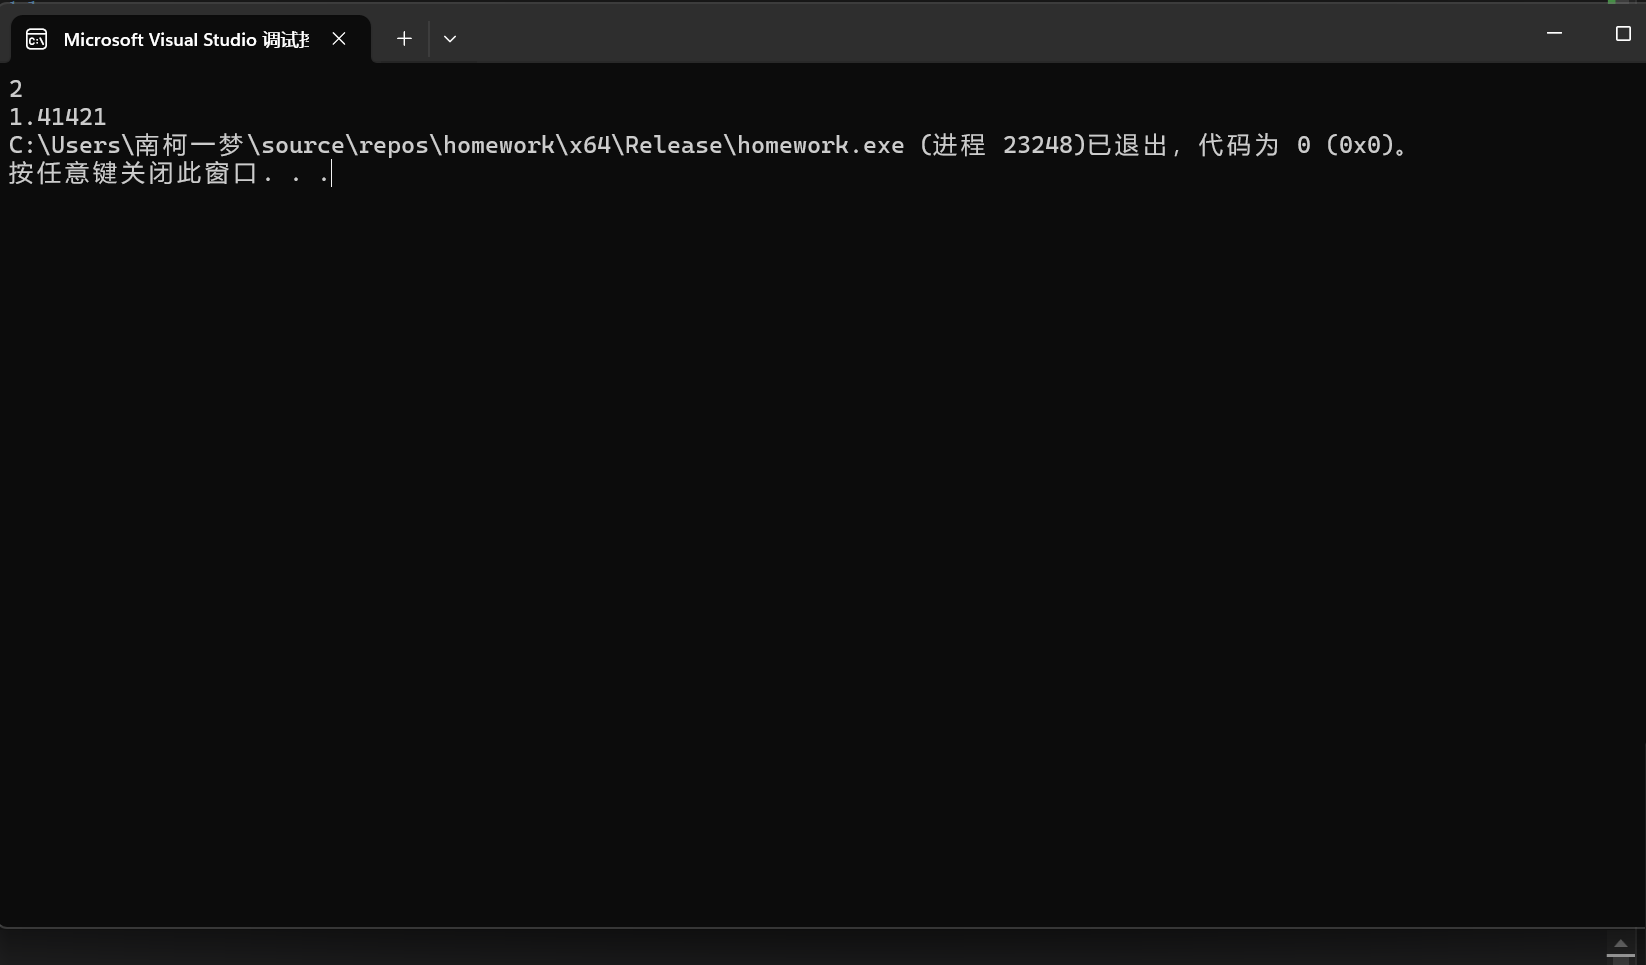 Microsoft Visual Studio 调试
2
1.41421
C:\Users\南柯一梦\source\repos\homework\x64\Release\homework.exe (进程 23248)已退出，代码为 0 (0x0)。
按任意键关闭此窗口. . .